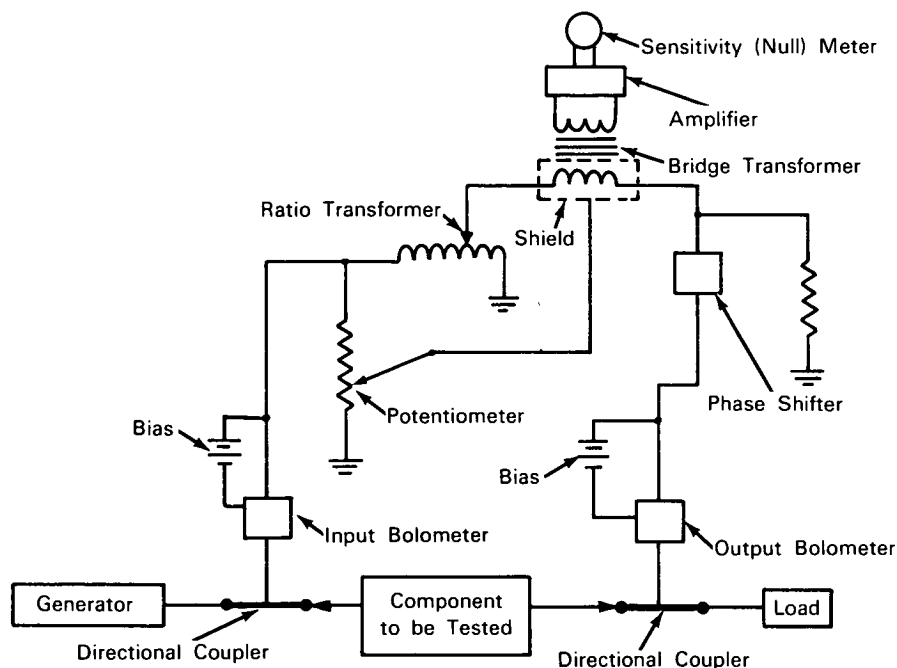 Sensitivity (Null) Meter
Amplifier
Bridge Transformer
Ratio Transformer
Shield
Phase Shifter
Potentiometer
Bias
Bias
Input Bolometer
Output Bolometer
Generator
Component
to be Tested
Load
Directional Coupler
Directional Coupler